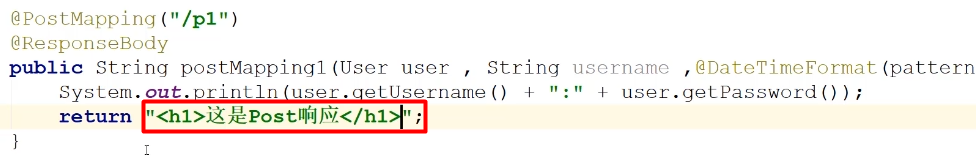 @PostMapping("/p1")
@ResponseBody
public String postMapping1(User user , String username ,@DateTimeFormat(pattern
System.out.println(user.getUsername() + ":" + user.getPassword());
return "<h1>这是Post响应</h1>";
}